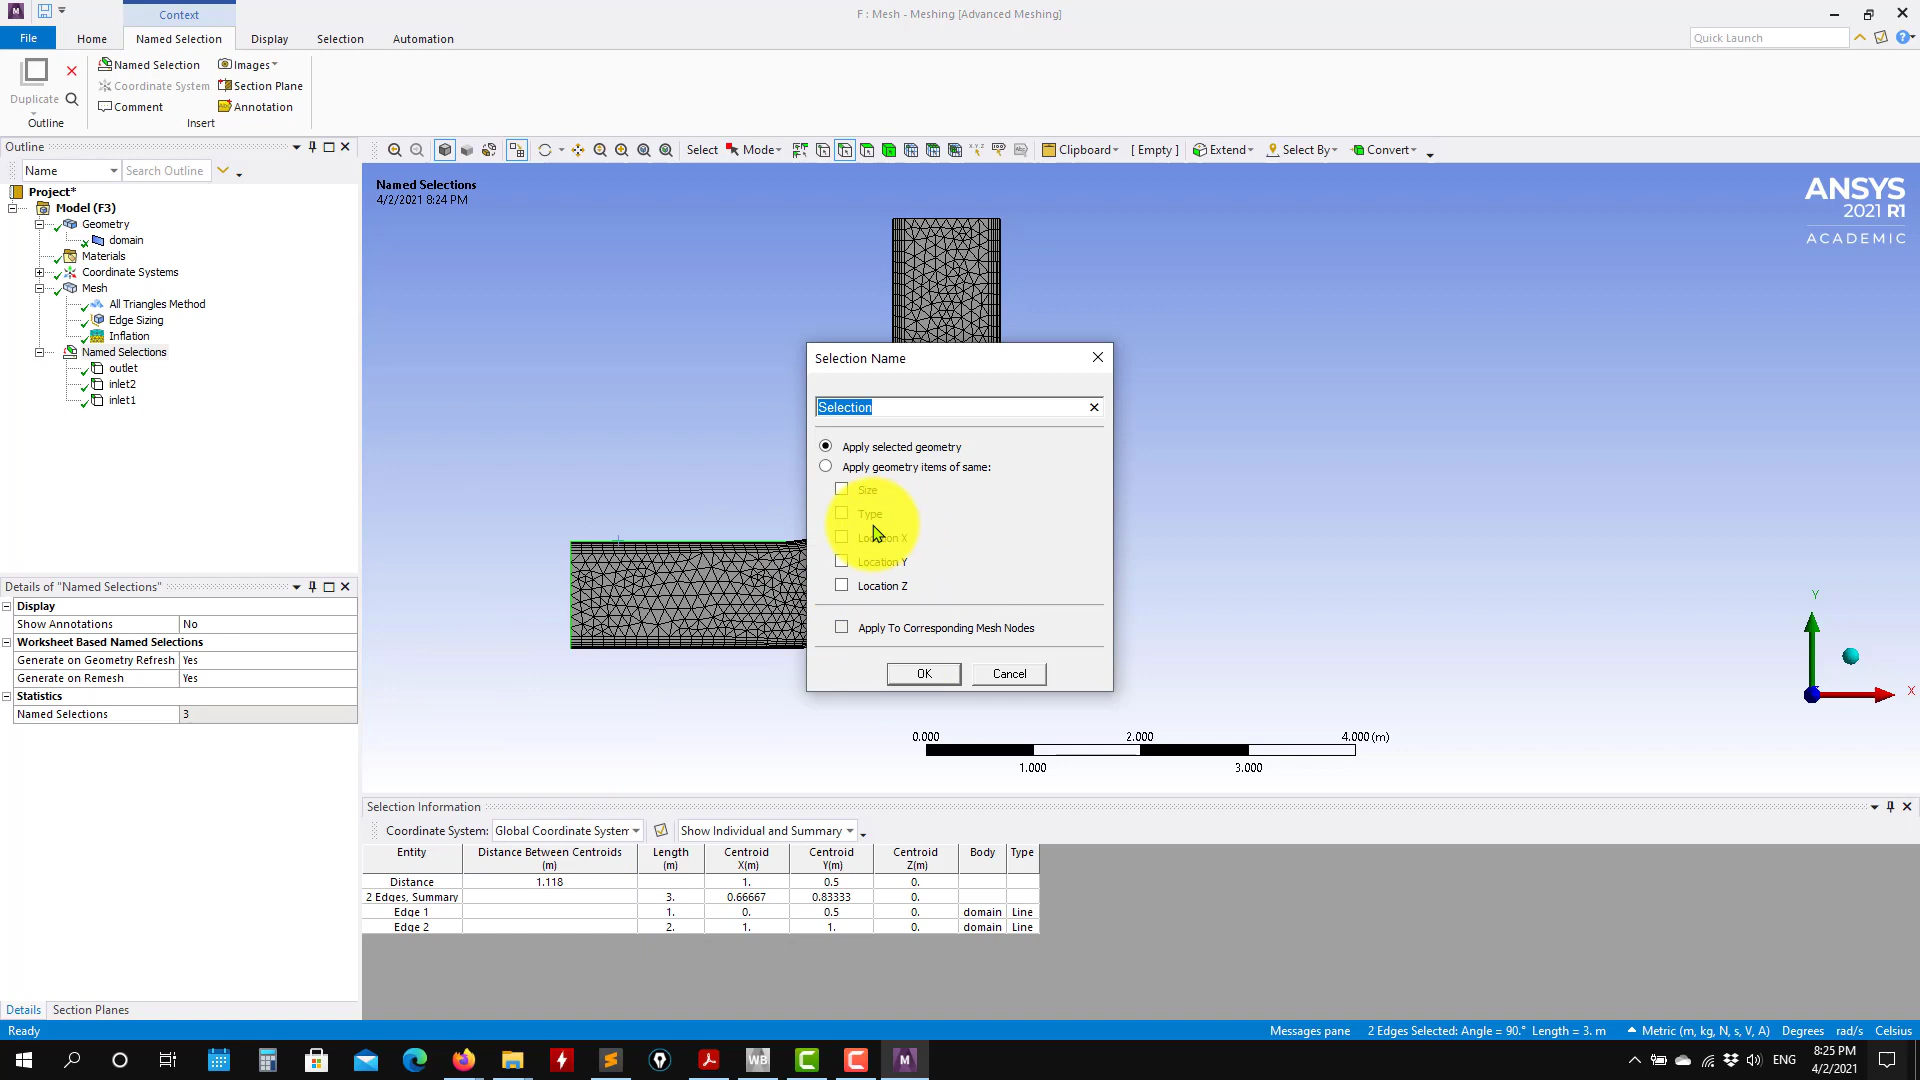 Context
F : Mesh - Meshing [Advanced Meshing]
File
Home
Named Selection
Display
Selection
Automation
Quick Launch
Duplicate
Named Selection
Images
Coordinate System
Section Plane
Comment
Annotation
Outline
Insert
Outline
Name
Search Outline
Project*
Model (F3)
Geometry
domain
Materials
Coordinate Systems
Mesh
All Triangles Method
Edge Sizing
Inflation
Named Selections
outlet
inlet2
inlet1
Select
Mode
Clipboard
[ Empty ]
Extend
Select By
Convert
Named Selections
4/2/2021 8:24 PM
ANSYS
2021 R1
ACADEMIC
Selection Name
Selection
Apply selected geometry
Apply geometry items of same:
Size
Type
Location X
Location Y
Location Z
Apply To Corresponding Mesh Nodes
OK
Cancel
Y
X
0.000
2.000
4.000 (m)
1.000
3.000
Details of "Named Selections"
Display
Show Annotations No
Worksheet Based Named Selections
Generate on Geometry Refresh Yes
Generate on Remesh Yes
Statistics
Named Selections 3
Details
Section Planes
Selection Information
Coordinate System: Global Coordinate System
Show Individual and Summary
Entity Distance Between Centroids (m) Length (m) Centroid X(m) Centroid Y(m) Centroid Z(m) Body Type
Distance 1.118 1. 0.5 0.
2 Edges, Summary 3. 0.66667 0.83333 0.
Edge 1 1. 0. 0.5 0. domain Line
Edge 2 2. 1. 1. 0. domain Line
Ready
Messages pane
2 Edges Selected: Angle = 90.° Length = 3. m
Metric (m, kg, N, s, V, A)
Degrees
rad/s
Celsius
WB
M
ENG
8:25 PM
4/2/2021